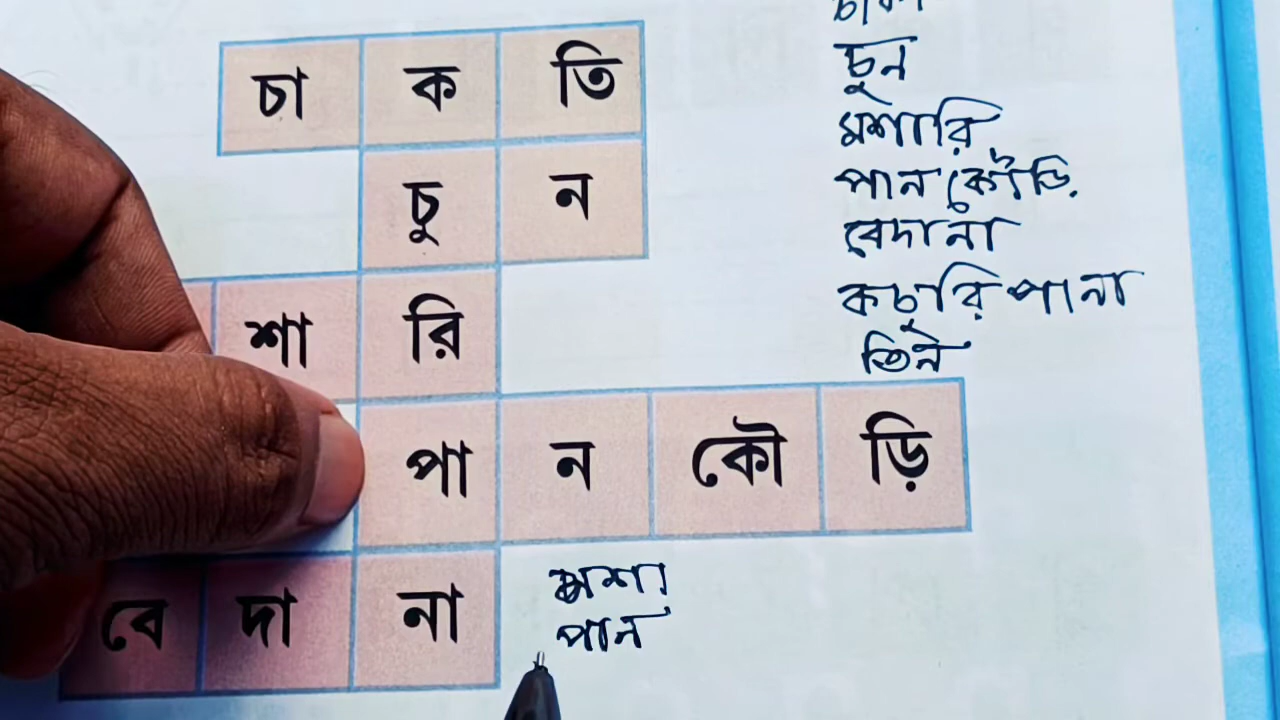 চা ক তি
চু ন
শা রি
পা ন কৌ ড়ি
বে দা না
চুন
মশারি
পানকৌড়ি
বেদানা
কচুরিপানা
তিন
মশা
পান